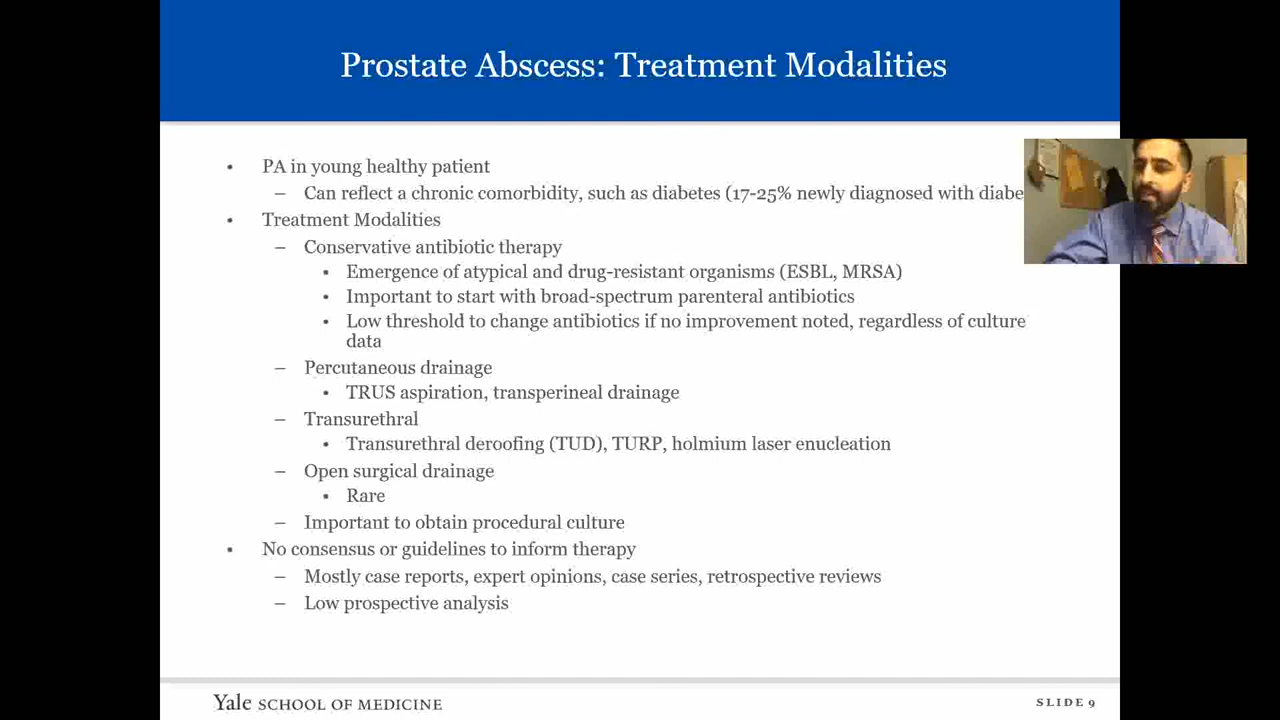 Prostate Abscess: Treatment Modalities
• PA in young healthy patient
– Can reflect a chronic comorbidity, such as diabetes (17-25% newly diagnosed with diabe
• Treatment Modalities
– Conservative antibiotic therapy
• Emergence of atypical and drug-resistant organisms (ESBL, MRSA)
• Important to start with broad-spectrum parenteral antibiotics
• Low threshold to change antibiotics if no improvement noted, regardless of culture
data
– Percutaneous drainage
• TRUS aspiration, transperineal drainage
– Transurethral
• Transurethral deroofing (TUD), TURP, holmium laser enucleation
– Open surgical drainage
• Rare
– Important to obtain procedural culture
• No consensus or guidelines to inform therapy
– Mostly case reports, expert opinions, case series, retrospective reviews
– Low prospective analysis
Yale SCHOOL OF MEDICINE
SLIDE 9